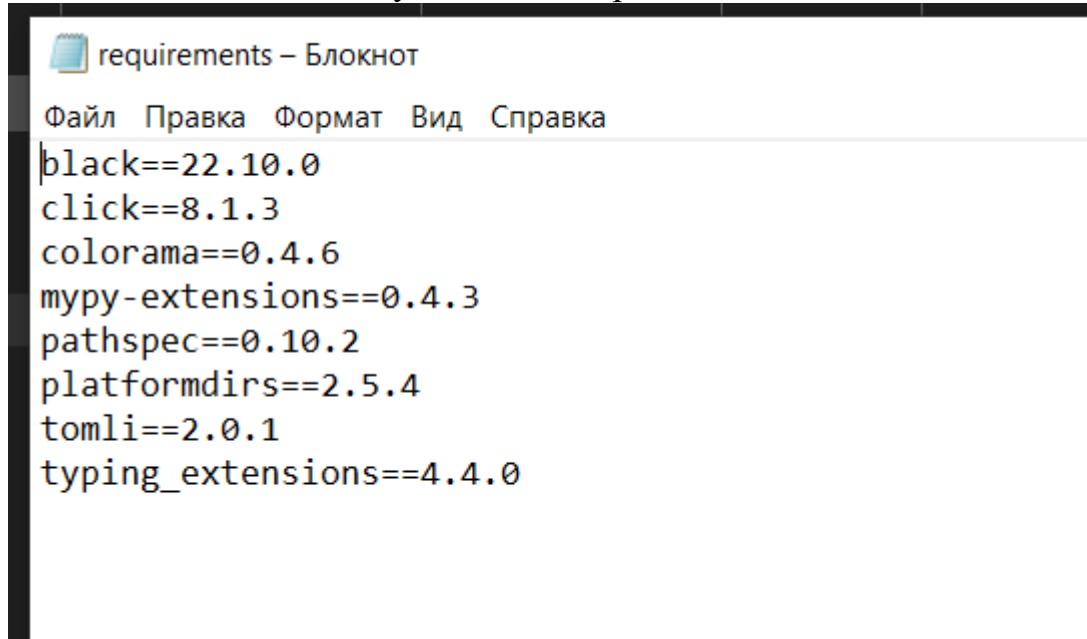 requirements – Блокнот
Файл Правка Формат Вид Справка
black==22.10.0
click==8.1.3
colorama==0.4.6
mypy-extensions==0.4.3
pathspec==0.10.2
platformdirs==2.5.4
tomli==2.0.1
typing_extensions==4.4.0